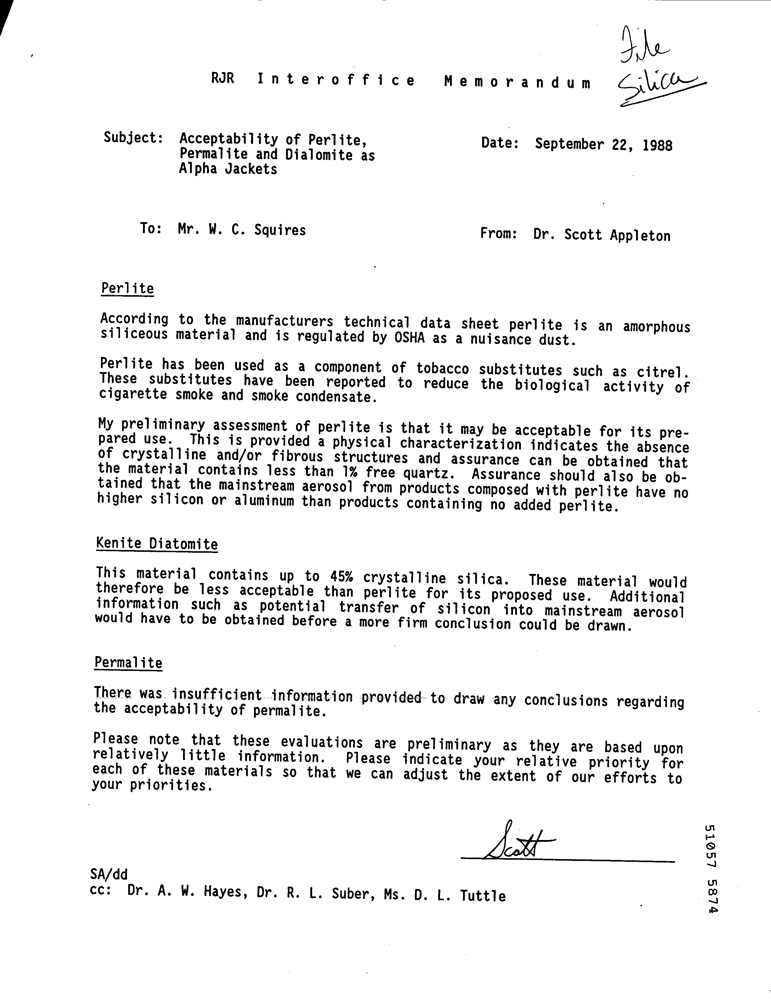 File
Silica
RJR Interoffice Memorandum
Subject: Acceptability of Perlite,
Permalite and Dialomite as
Alpha Jackets
Date: September 22, 1988
To: Mr. W. C. Squires
From: Dr. Scott Appleton
Perlite
According to the manufacturers technical data sheet perlite is an amorphous
siliceous material and is regulated by OSHA as a nuisance dust.
Perlite has been used as a component of tobacco substitutes such as citrel.
These substitutes have been reported to reduce the biological activity of
cigarette smoke and smoke condensate.
My preliminary assessment of perlite is that it may be acceptable for its pre-
pared use. This is provided a physical characterization indicates the absence
of crystalline and/or fibrous structures and assurance can be obtained that
the material contains less than 1% free quartz. Assurance should also be ob-
tained that the mainstream aerosol from products composed with perlite have no
higher silicon or aluminum than products containing no added perlite.
Kenite Diatomite
This material contains up to 45% crystalline silica. These material would
therefore be less acceptable than perlite for its proposed use. Additional
information such as potential transfer of silicon into mainstream aerosol
would have to be obtained before a more firm conclusion could be drawn.
Permalite
There was insufficient information provided to draw any conclusions regarding
the acceptability of permalite.
Please note that these evaluations are preliminary as they are based upon
relatively little information. Please indicate your relative priority for
each of these materials so that we can adjust the extent of our efforts to
your priorities.
Scott
SA/dd
cc: Dr. A. W. Hayes, Dr. R. L. Suber, Ms. D. L. Tuttle
51057 5874